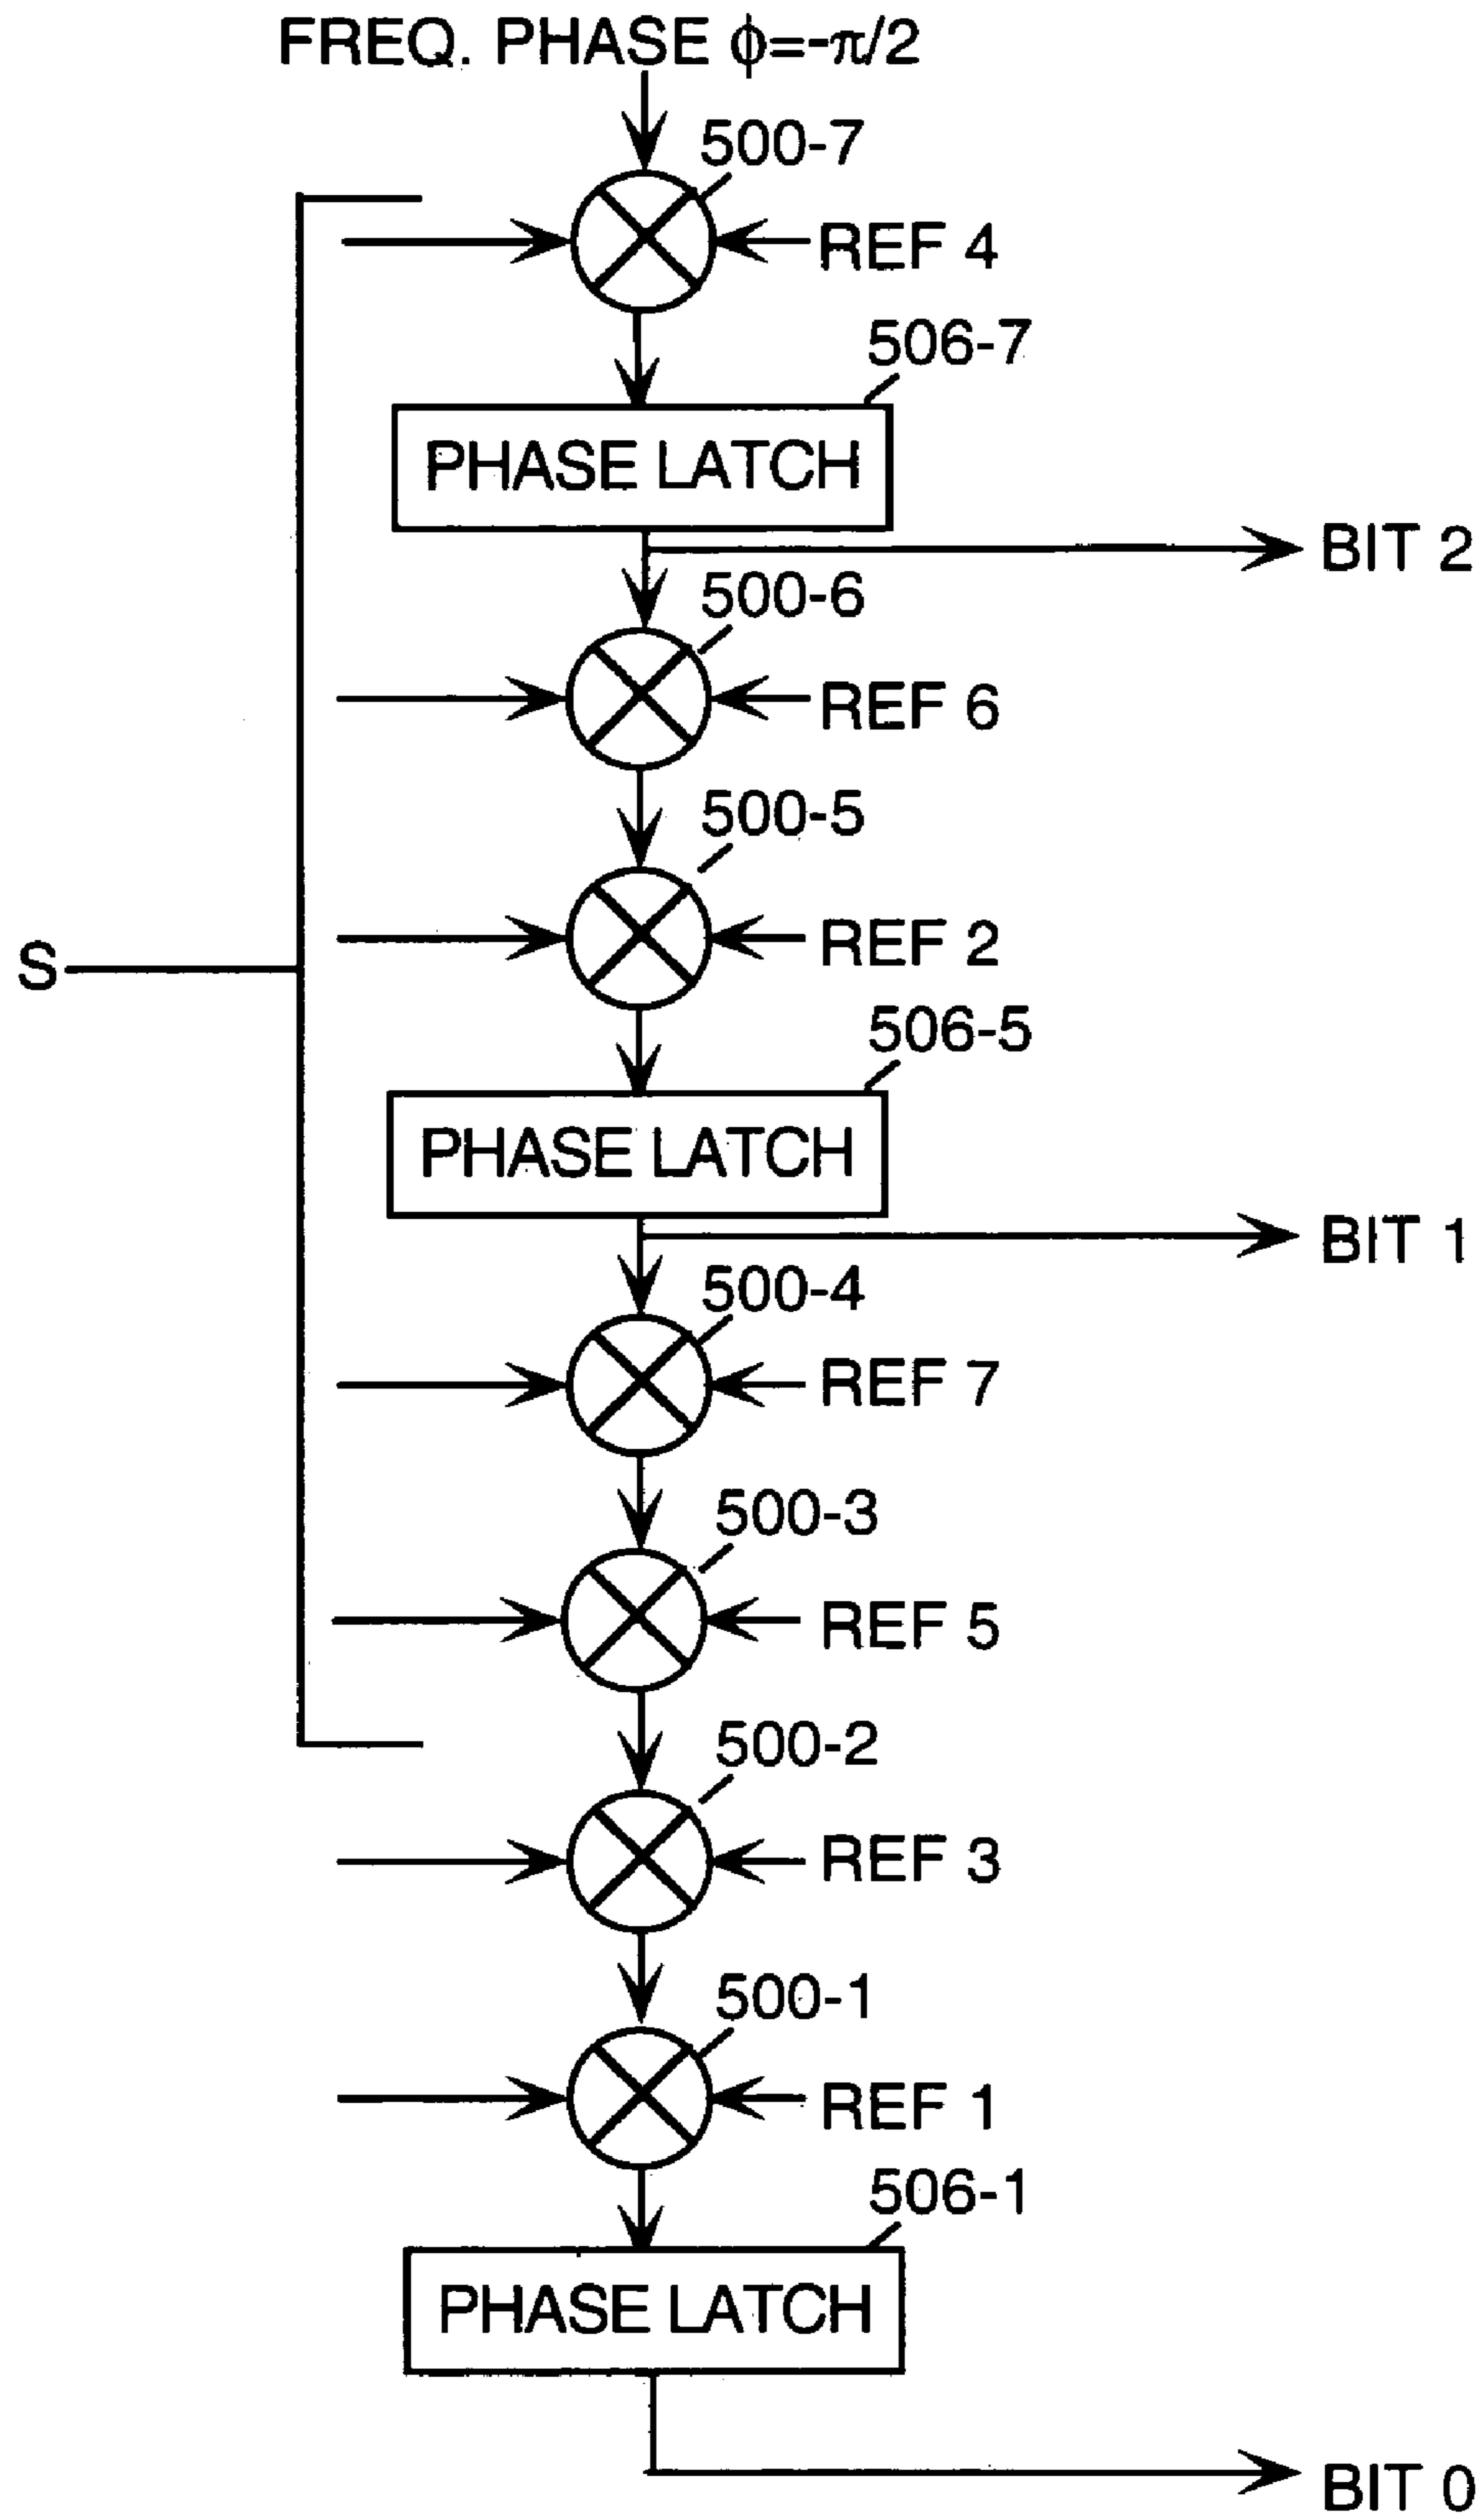 FREQ. PHASE ϕ=-π/2
500-7
REF 4
506-7
PHASE LATCH
BIT 2
500-6
REF 6
500-5
REF 2
S
506-5
PHASE LATCH
BIT 1
500-4
REF 7
500-3
REF 5
500-2
REF 3
500-1
REF 1
506-1
PHASE LATCH
BIT 0